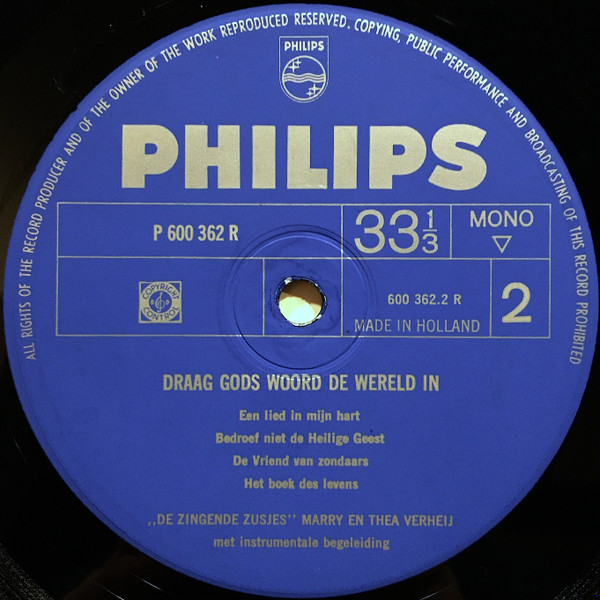 ALL RIGHTS OF THE RECORD PRODUCER AND OF THE OWNER OF THE WORK REPRODUCED RESERVED. COPYING, PUBLIC PERFORMANCE AND BROADCASTING OF THIS RECORD PROHIBITED
PHILIPS
PHILIPS
P 600 362 R
33 1/3
MONO
COPYRIGHT
CONTROL
600 362.2 R
MADE IN HOLLAND
2
DRAAG GODS WOORD DE WERELD IN
Een lied in mijn hart
Bedroef niet de Heilige Geest
De Vriend van zondaars
Het boek des levens
,,DE ZINGENDE ZUSJES'' MARRY EN THEA VERHEIJ
met instrumentale begeleiding